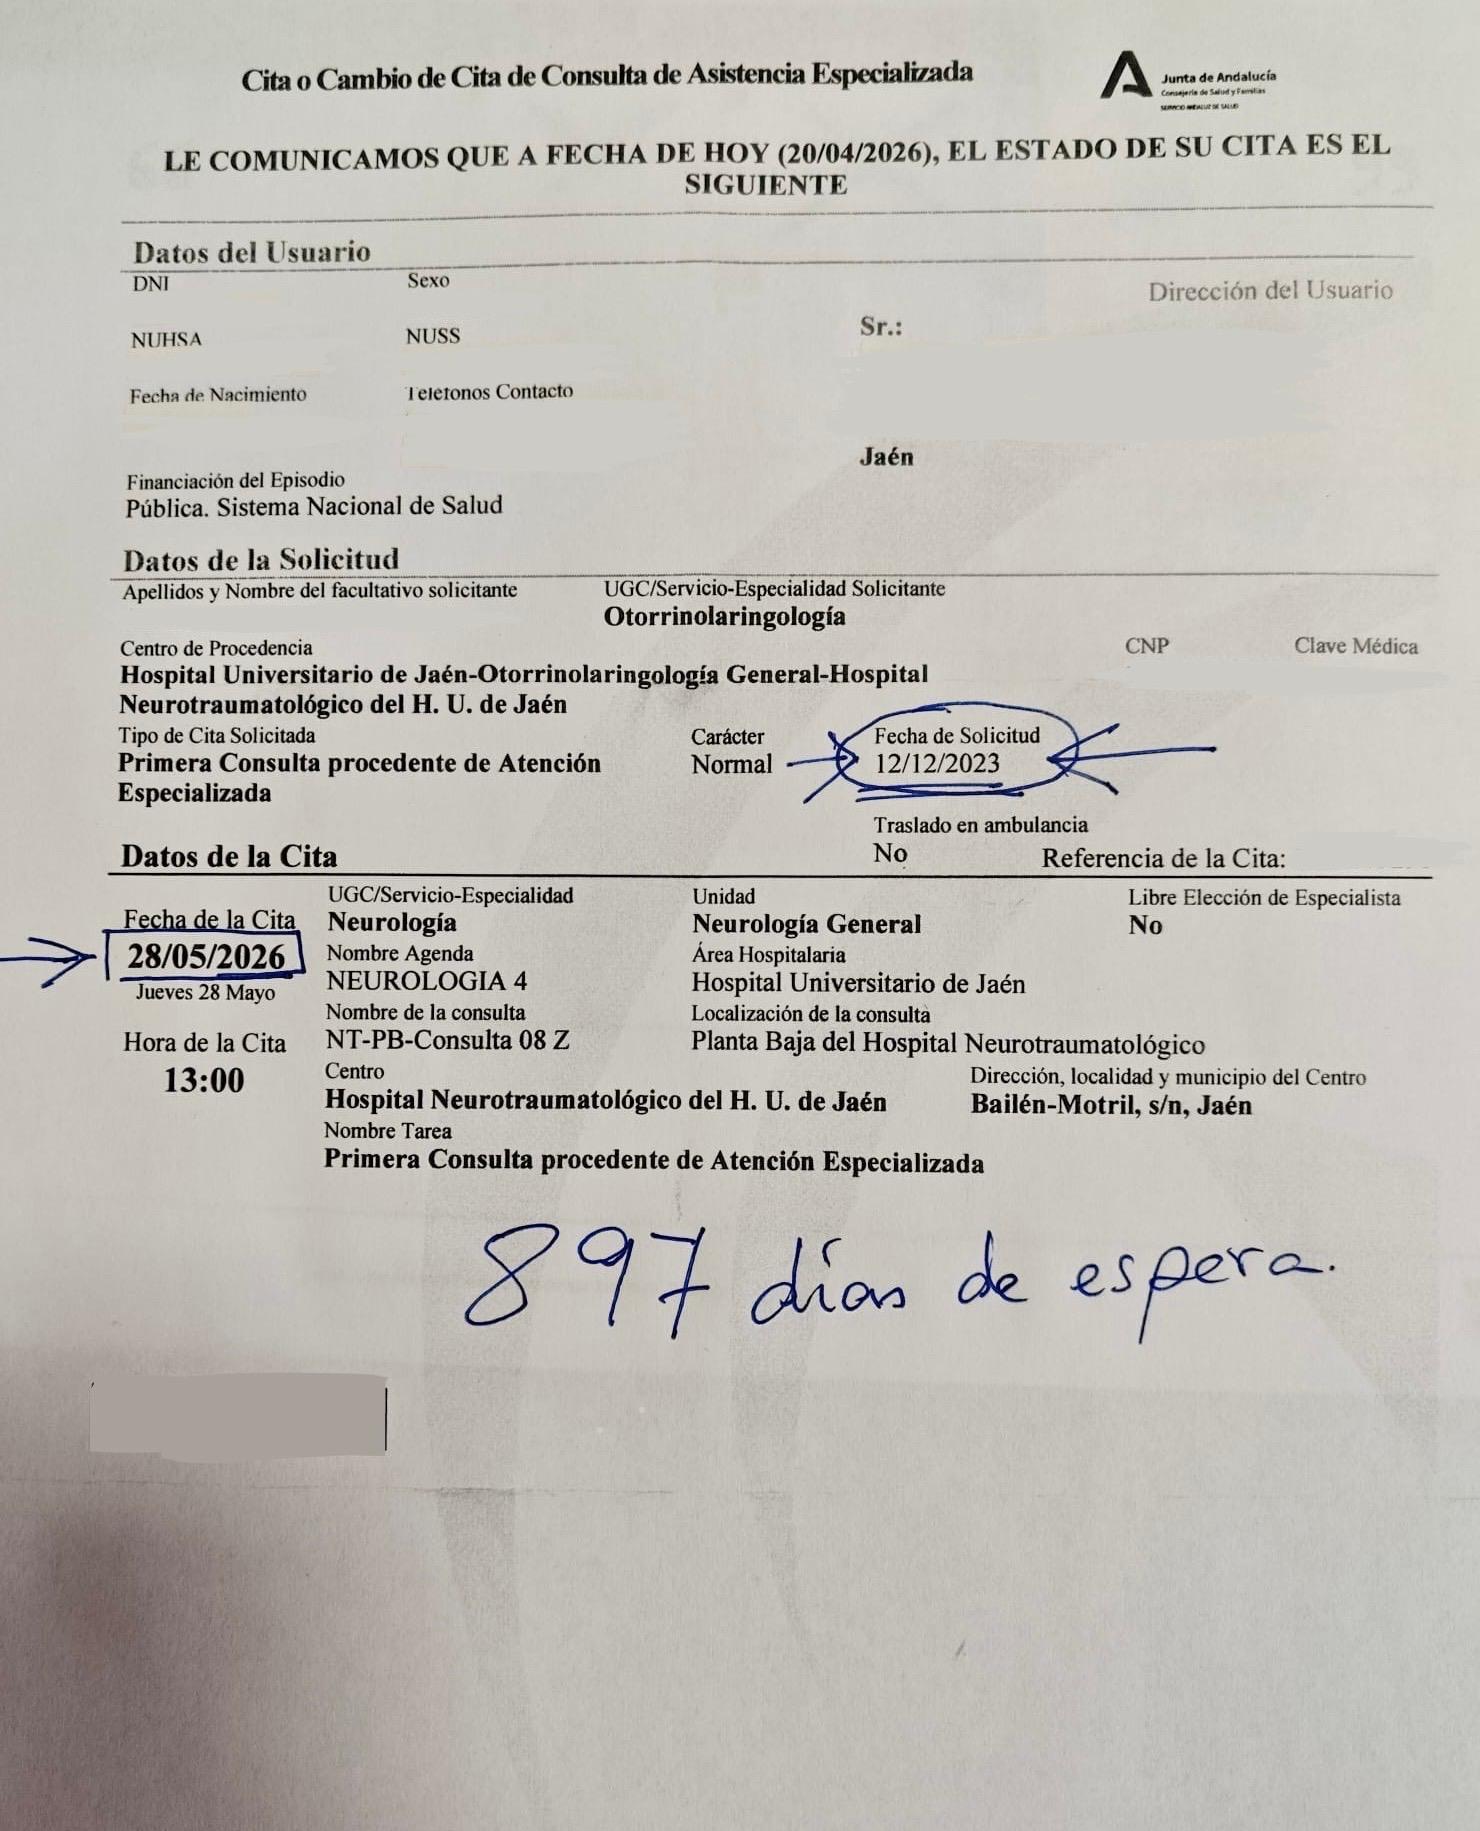 Cita o Cambio de Cita de Consulta de Asistencia Especializada
Junta de Andalucía
Consejería de Salud y Familias
SERVICIO ANDALUZ DE SALUD
LE COMUNICAMOS QUE A FECHA DE HOY (20/04/2026), EL ESTADO DE SU CITA ES EL
SIGUIENTE
Datos del Usuario
DNI Sexo
Dirección del Usuario
Sr.:
NUHSA NUSS
Fecha de Nacimiento Teléfonos Contacto
Jaén
Financiación del Episodio
Pública. Sistema Nacional de Salud
Datos de la Solicitud
Apellidos y Nombre del facultativo solicitante UGC/Servicio-Especialidad Solicitante
Otorrinolaringología
Centro de Procedencia CNP Clave Médica
Hospital Universitario de Jaén-Otorrinolaringología General-Hospital
Neurotraumatológico del H. U. de Jaén
Tipo de Cita Solicitada Carácter Fecha de Solicitud
Primera Consulta procedente de Atención Normal 12/12/2023
Especializada
Traslado en ambulancia
No
Datos de la Cita Referencia de la Cita:
UGC/Servicio-Especialidad Unidad Libre Elección de Especialista
Fecha de la Cita Neurología Neurología General No
28/05/2026 Nombre Agenda Área Hospitalaria
Jueves 28 Mayo NEUROLOGIA 4 Hospital Universitario de Jaén
Nombre de la consulta Localización de la consulta
Hora de la Cita NT-PB-Consulta 08 Z Planta Baja del Hospital Neurotraumatológico
13:00 Centro Dirección, localidad y municipio del Centro
Hospital Neurotraumatológico del H. U. de Jaén Bailén-Motril, s/n, Jaén
Nombre Tarea
Primera Consulta procedente de Atención Especializada
897 días de espera.